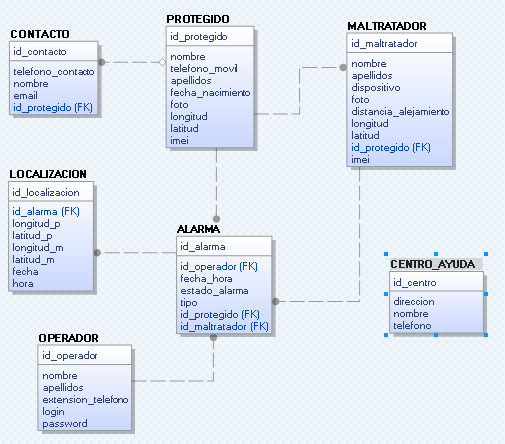 CONTACTO
id_contacto
telefono_contacto
nombre
email
id_protegido (FK)
PROTEGIDO
id_protegido
nombre
telefono_movil
apellidos
fecha_nacimiento
foto
longitud
latitud
imei
MALTRATADOR
id_maltratador
nombre
apellidos
dispositivo
foto
distancia_alejamiento
longitud
latitud
id_protegido (FK)
imei
LOCALIZACION
id_localizacion
id_alarma (FK)
longitud_p
latitud_p
longitud_m
latitud_m
fecha
hora
ALARMA
id_alarma
id_operador (FK)
fecha_hora
estado_alarma
tipo
id_protegido (FK)
id_maltratador (FK)
CENTRO_AYUDA
id_centro
direccion
nombre
telefono
OPERADOR
id_operador
nombre
apellidos
extension_telefono
login
password